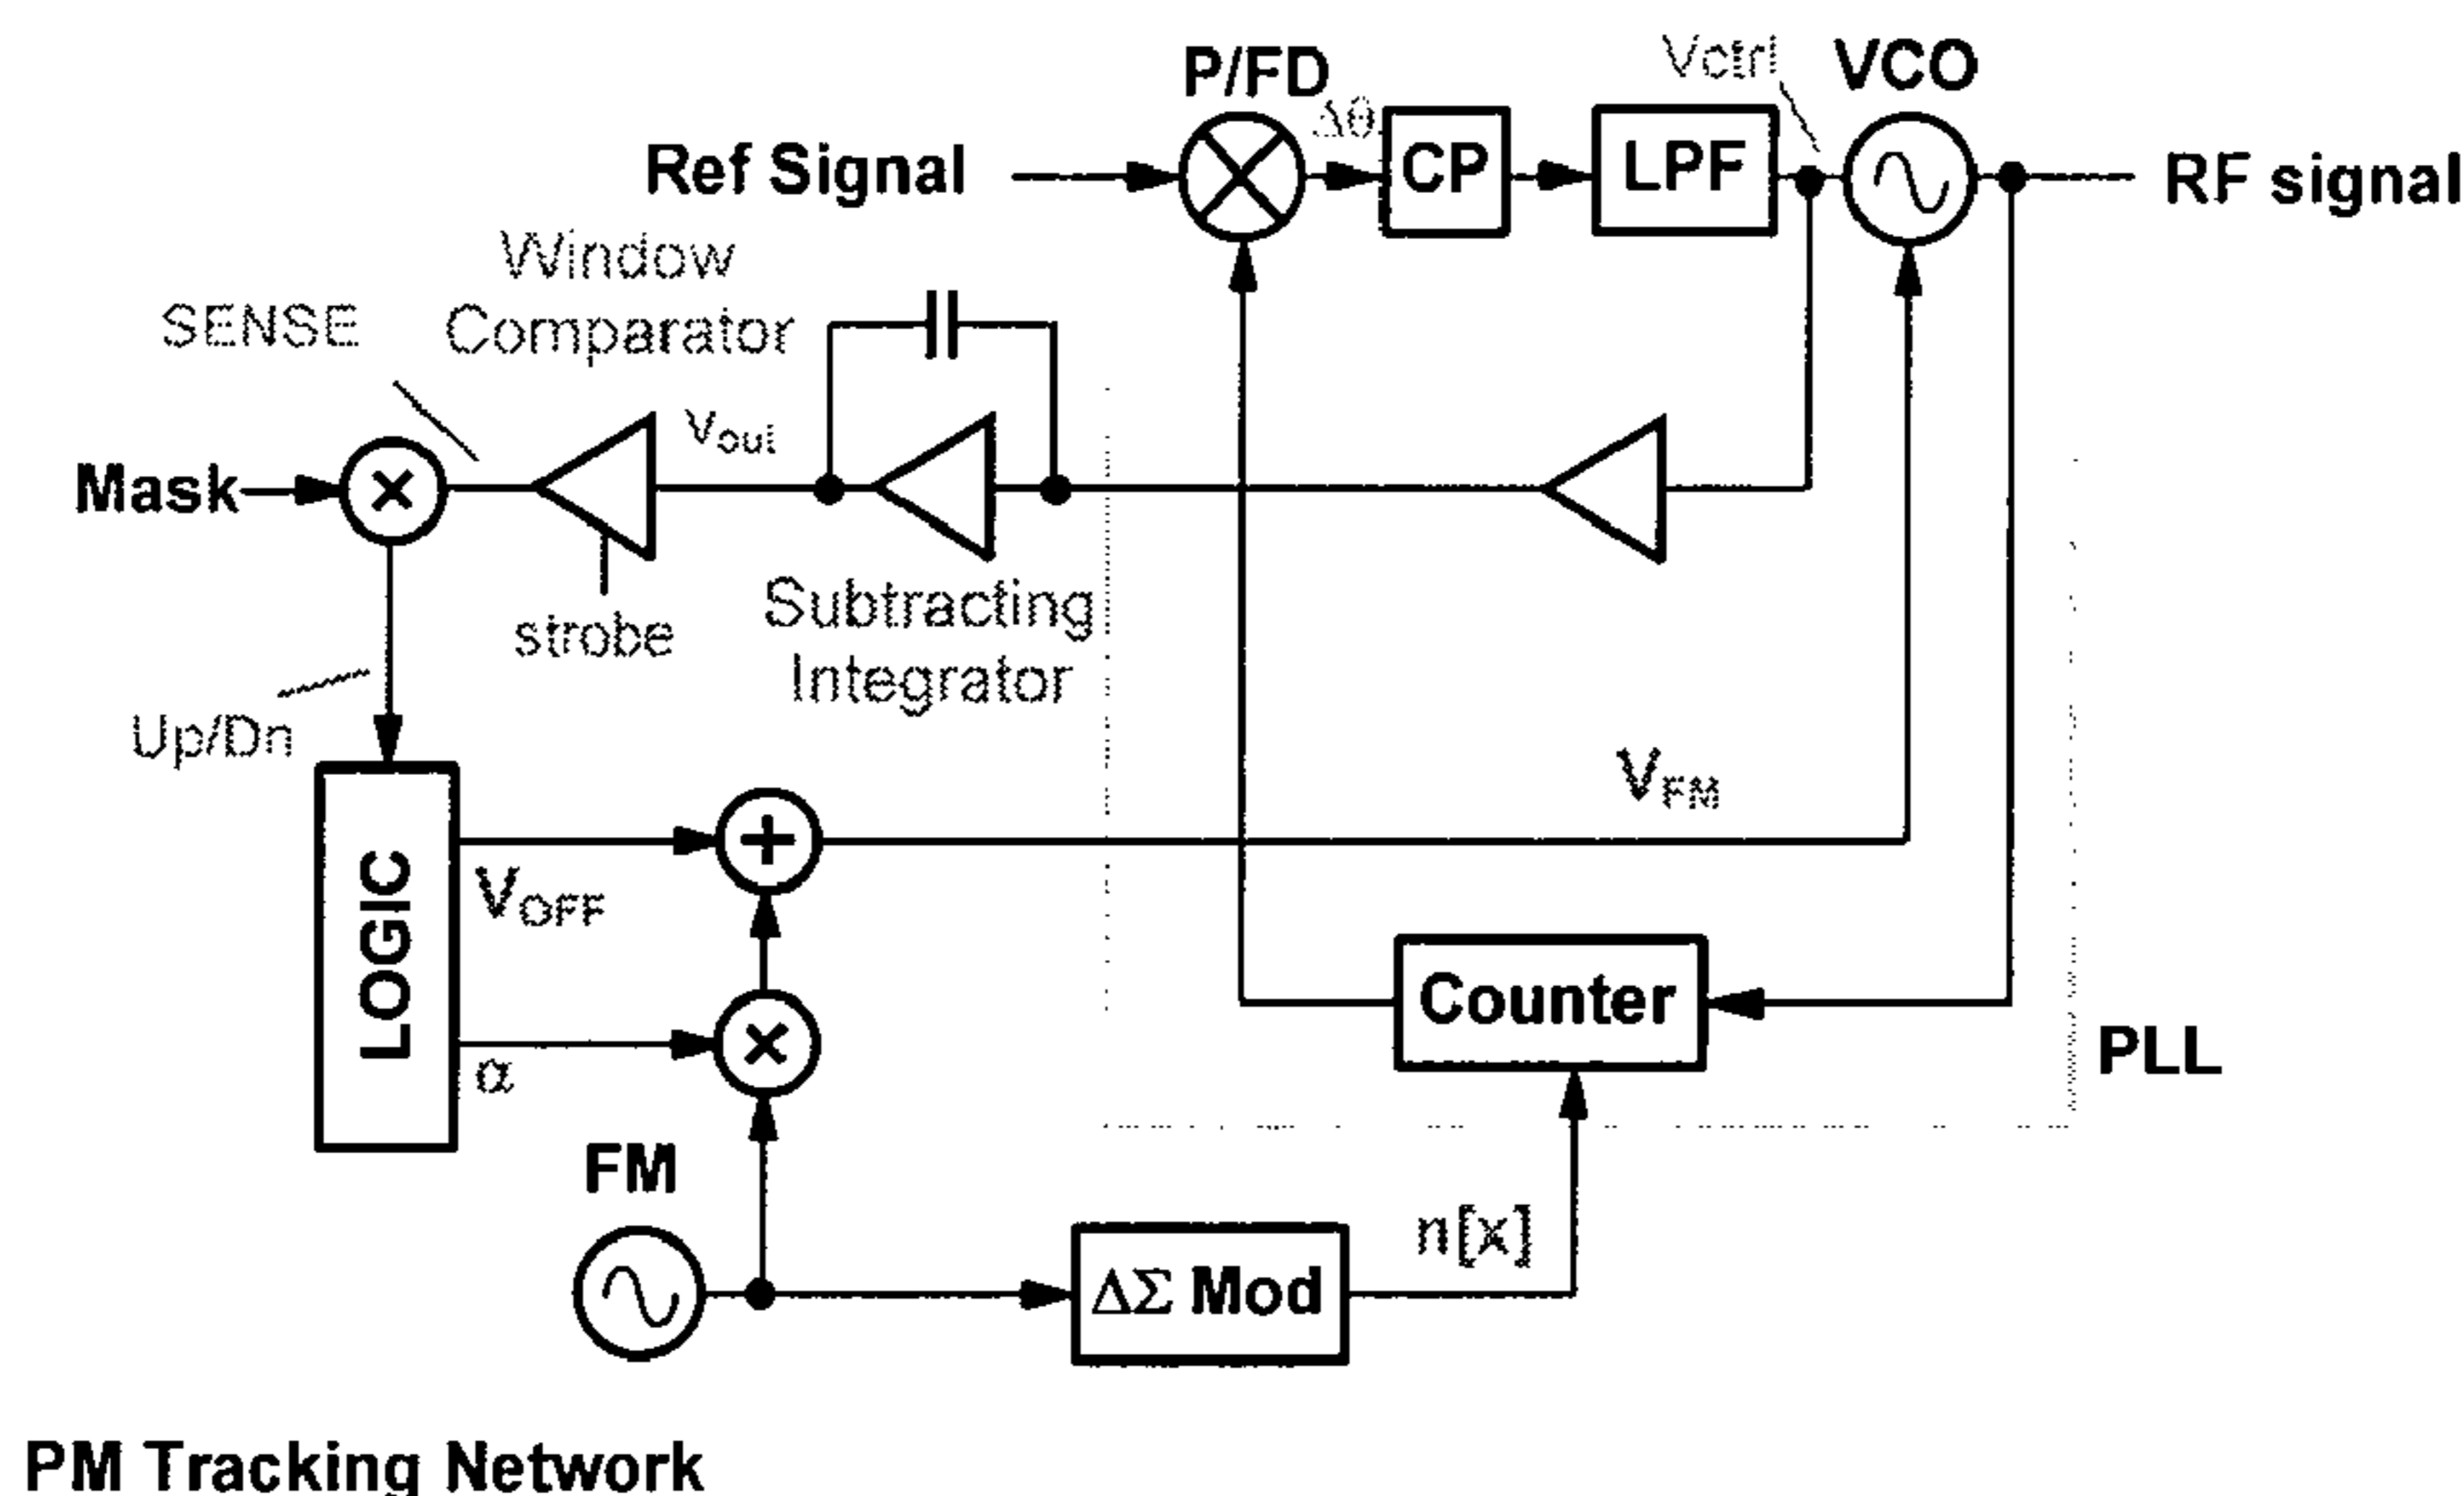 P/FD
Δθ
Vctrl
VCO
Ref Signal
CP
LPF
RF signal
Window
Comparator
SENSE
Vout
Mask
strobe
Subtracting
Integrator
Up/Dn
VFM
LOGIC
VOFF
α
Counter
PLL
FM
ΔΣ Mod
n[x]
PM Tracking Network